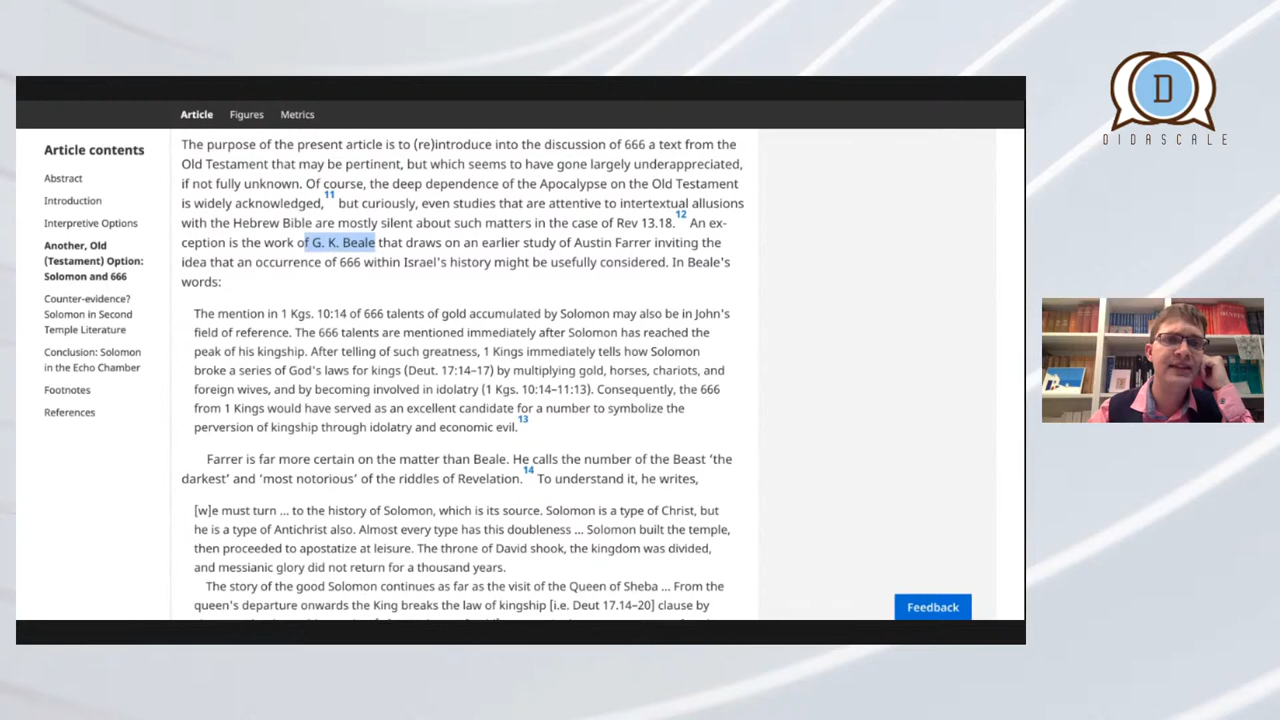 Article Figures Metrics
Article contents
Abstract
Introduction
Interpretive Options
Another, Old
(Testament) Option:
Solomon and 666
Counter-evidence?
Solomon in Second
Temple Literature
Conclusion: Solomon
in the Echo Chamber
Footnotes
References
The purpose of the present article is to (re)introduce into the discussion of 666 a text from the
Old Testament that may be pertinent, but which seems to have gone largely underappreciated,
if not fully unknown. Of course, the deep dependence of the Apocalypse on the Old Testament
is widely acknowledged,11 but curiously, even studies that are attentive to intertextual allusions
with the Hebrew Bible are mostly silent about such matters in the case of Rev 13.18.12 An ex-
ception is the work of G. K. Beale that draws on an earlier study of Austin Farrer inviting the
idea that an occurrence of 666 within Israel's history might be usefully considered. In Beale's
words:
The mention in 1 Kgs. 10:14 of 666 talents of gold accumulated by Solomon may also be in John's
field of reference. The 666 talents are mentioned immediately after Solomon has reached the
peak of his kingship. After telling of such greatness, 1 Kings immediately tells how Solomon
broke a series of God's laws for kings (Deut. 17:14–17) by multiplying gold, horses, chariots, and
foreign wives, and by becoming involved in idolatry (1 Kgs. 10:14–11:13). Consequently, the 666
from 1 Kings would have served as an excellent candidate for a number to symbolize the
perversion of kingship through idolatry and economic evil.13
Farrer is far more certain on the matter than Beale. He calls the number of the Beast ‘the
darkest’ and ‘most notorious’ of the riddles of Revelation.14 To understand it, he writes,
[w]e must turn … to the history of Solomon, which is its source. Solomon is a type of Christ, but
he is a type of Antichrist also. Almost every type has this doubleness … Solomon built the temple,
then proceeded to apostatize at leisure. The throne of David shook, the kingdom was divided,
and messianic glory did not return for a thousand years.
The story of the good Solomon continues as far as the visit of the Queen of Sheba … From the
queen's departure onwards the King breaks the law of kingship [i.e. Deut 17.14–20] clause by
Feedback
D
DIDASCALE